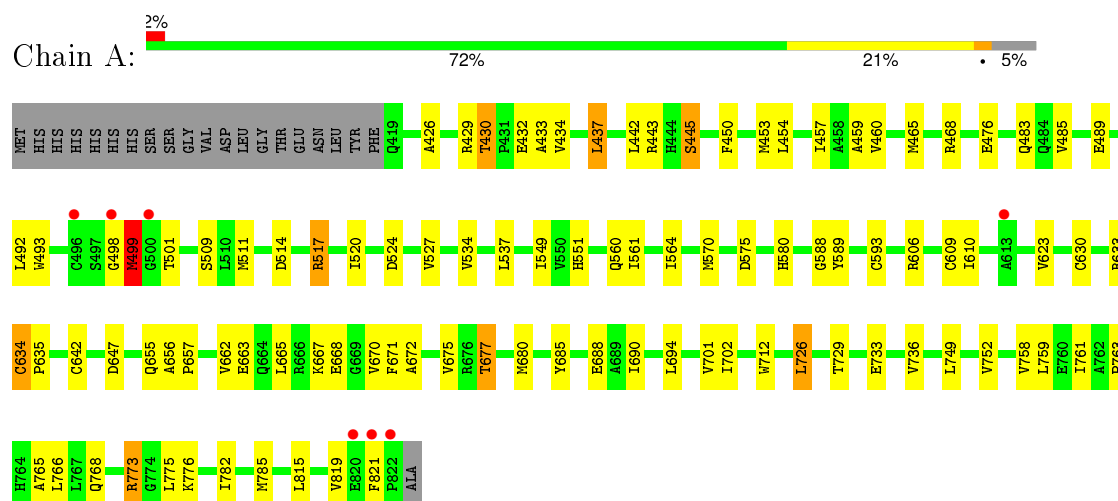 2%
Chain A:
72% 21% • 5%
MET HIS HIS HIS HIS HIS HIS SER SER GLY VAL ASP LEU GLY THR GLU ASN LEU TYR PHE Q419 A426 R429 T430 P431 E432 A433 V434 L437 L442 R443 H444 S445 F450 M453 L454 I457 A458 A459 V460 M465 R468 E476 Q483 Q484 V485 E489
L492 W493 C496 S497 G498 M499 G500 T501 S509 L510 M511 D514 R517 I520 D524 V527 V534 L537 I549 V550 H551 Q560 I561 I564 M570 D575 H580 G588 Y589 C593 R606 C609 I610 A613 V623 C630
C634 P635 C642 D647 Q655 A656 P657 V662 E663 Q664 L665 R666 K667 E668 G669 V670 F671 A672 V675 R676 T677 M680 Y685 E688 A689 I690 L694 V701 I702 W712 L726 T729 E733 V736 L749 V752 V758 L759 E760 I761 A762
H764 A765 L766 L767 Q768 R773 G774 L775 K776 I782 M785 L815 V819 E820 F821 P822 ALA